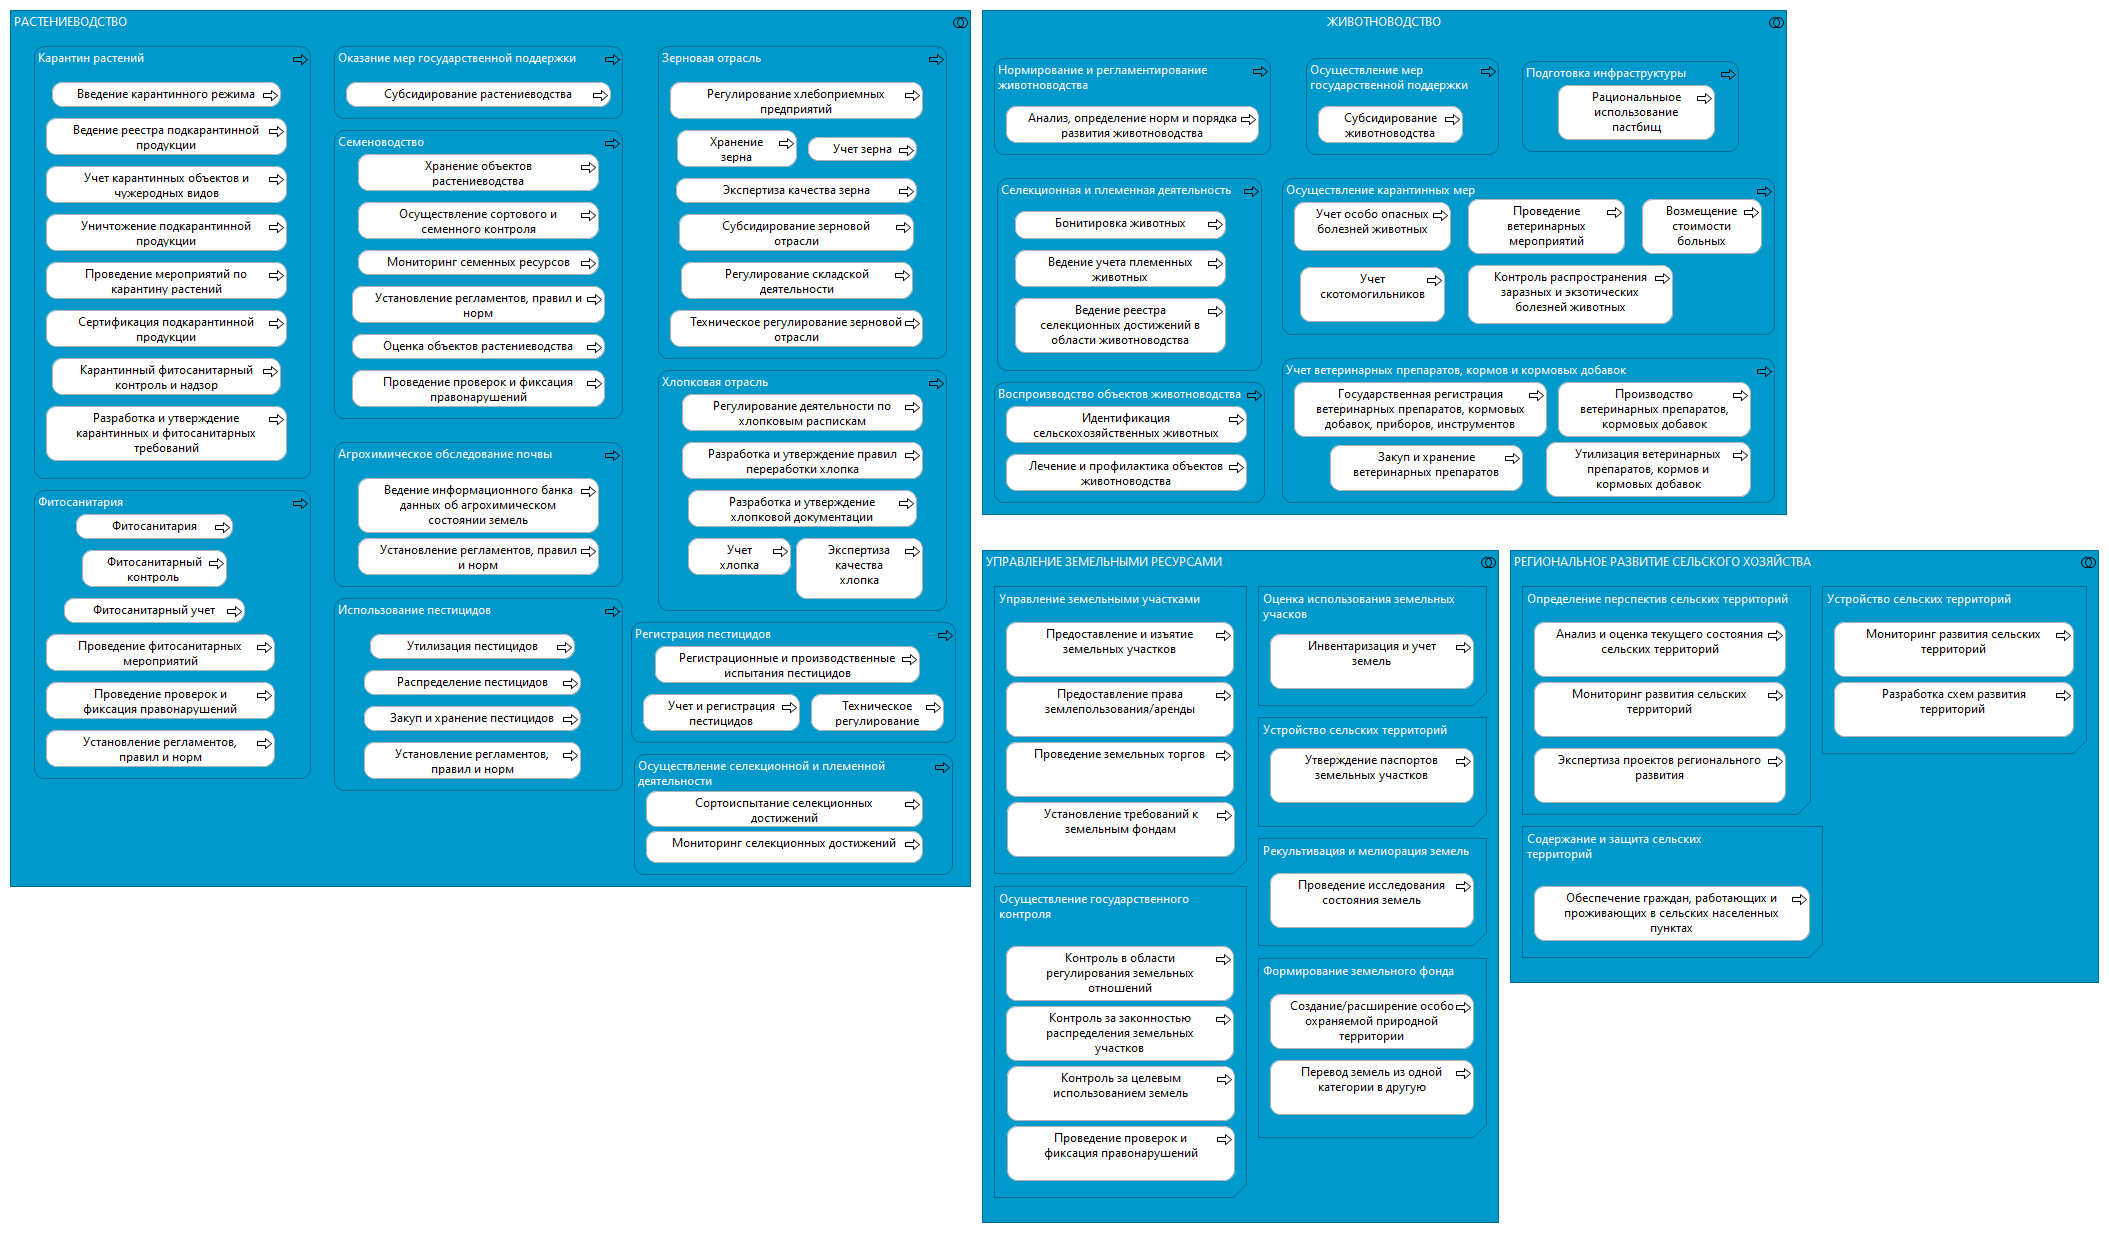 РАСТЕНИЕВОДСТВО
Карантин растений
Введение карантинного режима
Ведение реестра подкарантинной
продукции
Учет карантинных объектов и
чужеродных видов
Уничтожение подкарантинной
продукции
Проведение мероприятий по
карантину растений
Сертификация подкарантинной
продукции
Карантинный фитосанитарный
контроль и надзор
Разработка и утверждение
карантинных и фитосанитарных
требований
Фитосанитария
Фитосанитария
Фитосанитарный
контроль
Фитосанитарный учет
Проведение фитосанитарных
мероприятий
Проведение проверок и
фиксация правонарушений
Установление регламентов,
правил и норм
Оказание мер государственной поддержки
Субсидирование растениеводства
Семеноводство
Хранение объектов
растениеводства
Осуществление сортового и
семенного контроля
Мониторинг семенных ресурсов
Установление регламентов, правил и
норм
Оценка объектов растениеводства
Проведение проверок и фиксация
правонарушений
Агрохимическое обследование почвы
Ведение информационного банка
данных об агрохимическом
состоянии земель
Установление регламентов, правил
и норм
Использование пестицидов
Утилизация пестицидов
Распределение пестицидов
Закуп и хранение пестицидов
Установление регламентов,
правил и норм
Зерновая отрасль
Регулирование хлебоприемных
предприятий
Хранение
зерна
Учет зерна
Экспертиза качества зерна
Субсидирование зерновой
отрасли
Регулирование складской
деятельности
Техническое регулирование зерновой
отрасли
Хлопковая отрасль
Регулирование деятельности по
хлопковым распискам
Разработка и утверждение правил
переработки хлопка
Разработка и утверждение
хлопковой документации
Учет
хлопка
Экспертиза
качества
хлопка
Регистрация пестицидов
Регистрационные и производственные
испытания пестицидов
Учет и регистрация
пестицидов
Техническое
регулирование
Осуществление селекционной и племенной
деятельности
Сортоиспытание селекционных
достижений
Мониторинг селекционных достижений
ЖИВОТНОВОДСТВО
Нормирование и регламентирование
животноводства
Анализ, определение норм и порядка
развития животноводства
Осуществление мер
государственной поддержки
Субсидирование
животноводства
Подготовка инфраструктуры
Рациональныое
использование
пастбищ
Селекционная и племенная деятельность
Бонитировка животных
Ведение учета племенных
животных
Ведение реестра
селекционных достижений в
области животноводства
Осуществление карантинных мер
Учет особо опасных
болезней животных
Проведение
ветеринарных
мероприятий
Возмещение
стоимости
больных
Учет
скотомогильников
Контроль распространения
заразных и экзотических
болезней животных
Воспроизводство объектов животноводства
Идентификация
сельскохозяйственных животных
Лечение и профилактика объектов
животноводства
Учет ветеринарных препаратов, кормов и кормовых добавок
Государственная регистрация
ветеринарных препаратов, кормовых
добавок, приборов, инструментов
Производство
ветеринарных препаратов,
кормовых добавок
Закуп и хранение
ветеринарных препаратов
Утилизация ветеринарных
препаратов, кормов и
кормовых добавок
УПРАВЛЕНИЕ ЗЕМЕЛЬНЫМИ РЕСУРСАМИ
Управление земельными участками
Предоставление и изъятие
земельных участков
Предоставление права
землепользования/аренды
Проведение земельных торгов
Установление требований к
земельным фондам
Осуществление государственного
контроля
Контроль в области
регулирования земельных
отношений
Контроль за законностью
распределения земельных
участков
Контроль за целевым
использованием земель
Проведение проверок и
фиксация правонарушений
Оценка использования земельных
учасков
Инвентаризация и учет
земель
Устройство сельских территорий
Утверждение паспортов
земельных участков
Рекультивация и мелиорация земель
Проведение исследования
состояния земель
Формирование земельного фонда
Создание/расширение особо
охраняемой природной
территории
Перевод земель из одной
категории в другую
РЕГИОНАЛЬНОЕ РАЗВИТИЕ СЕЛЬСКОГО ХОЗЯЙСТВА
Определение перспектив сельских территорий
Анализ и оценка текущего состояния
сельских территорий
Мониторинг развития сельских
территорий
Экспертиза проектов регионального
развития
Устройство сельских территорий
Мониторинг развития сельских
территорий
Разработка схем развития
территорий
Содержание и защита сельских
территорий
Обеспечение граждан, работающих и
проживающих в сельских населенных
пунктах